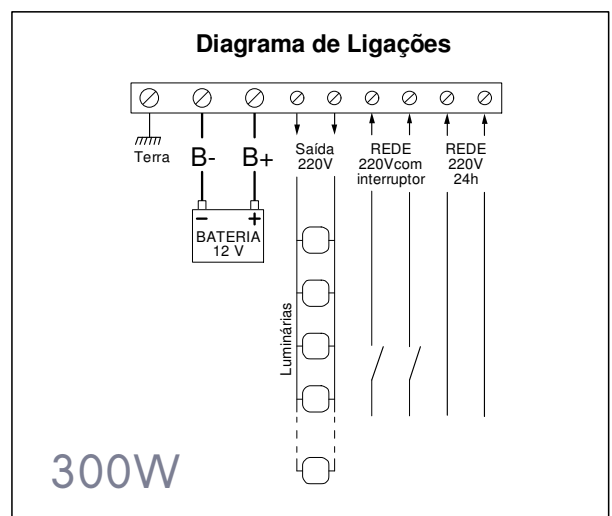 Diagrama de Ligações
Terra
B-
B+
Saída
220V
REDE
220Vcom
interruptor
REDE
220V
24h
- +
BATERIA
12 V
Luminárias
300W